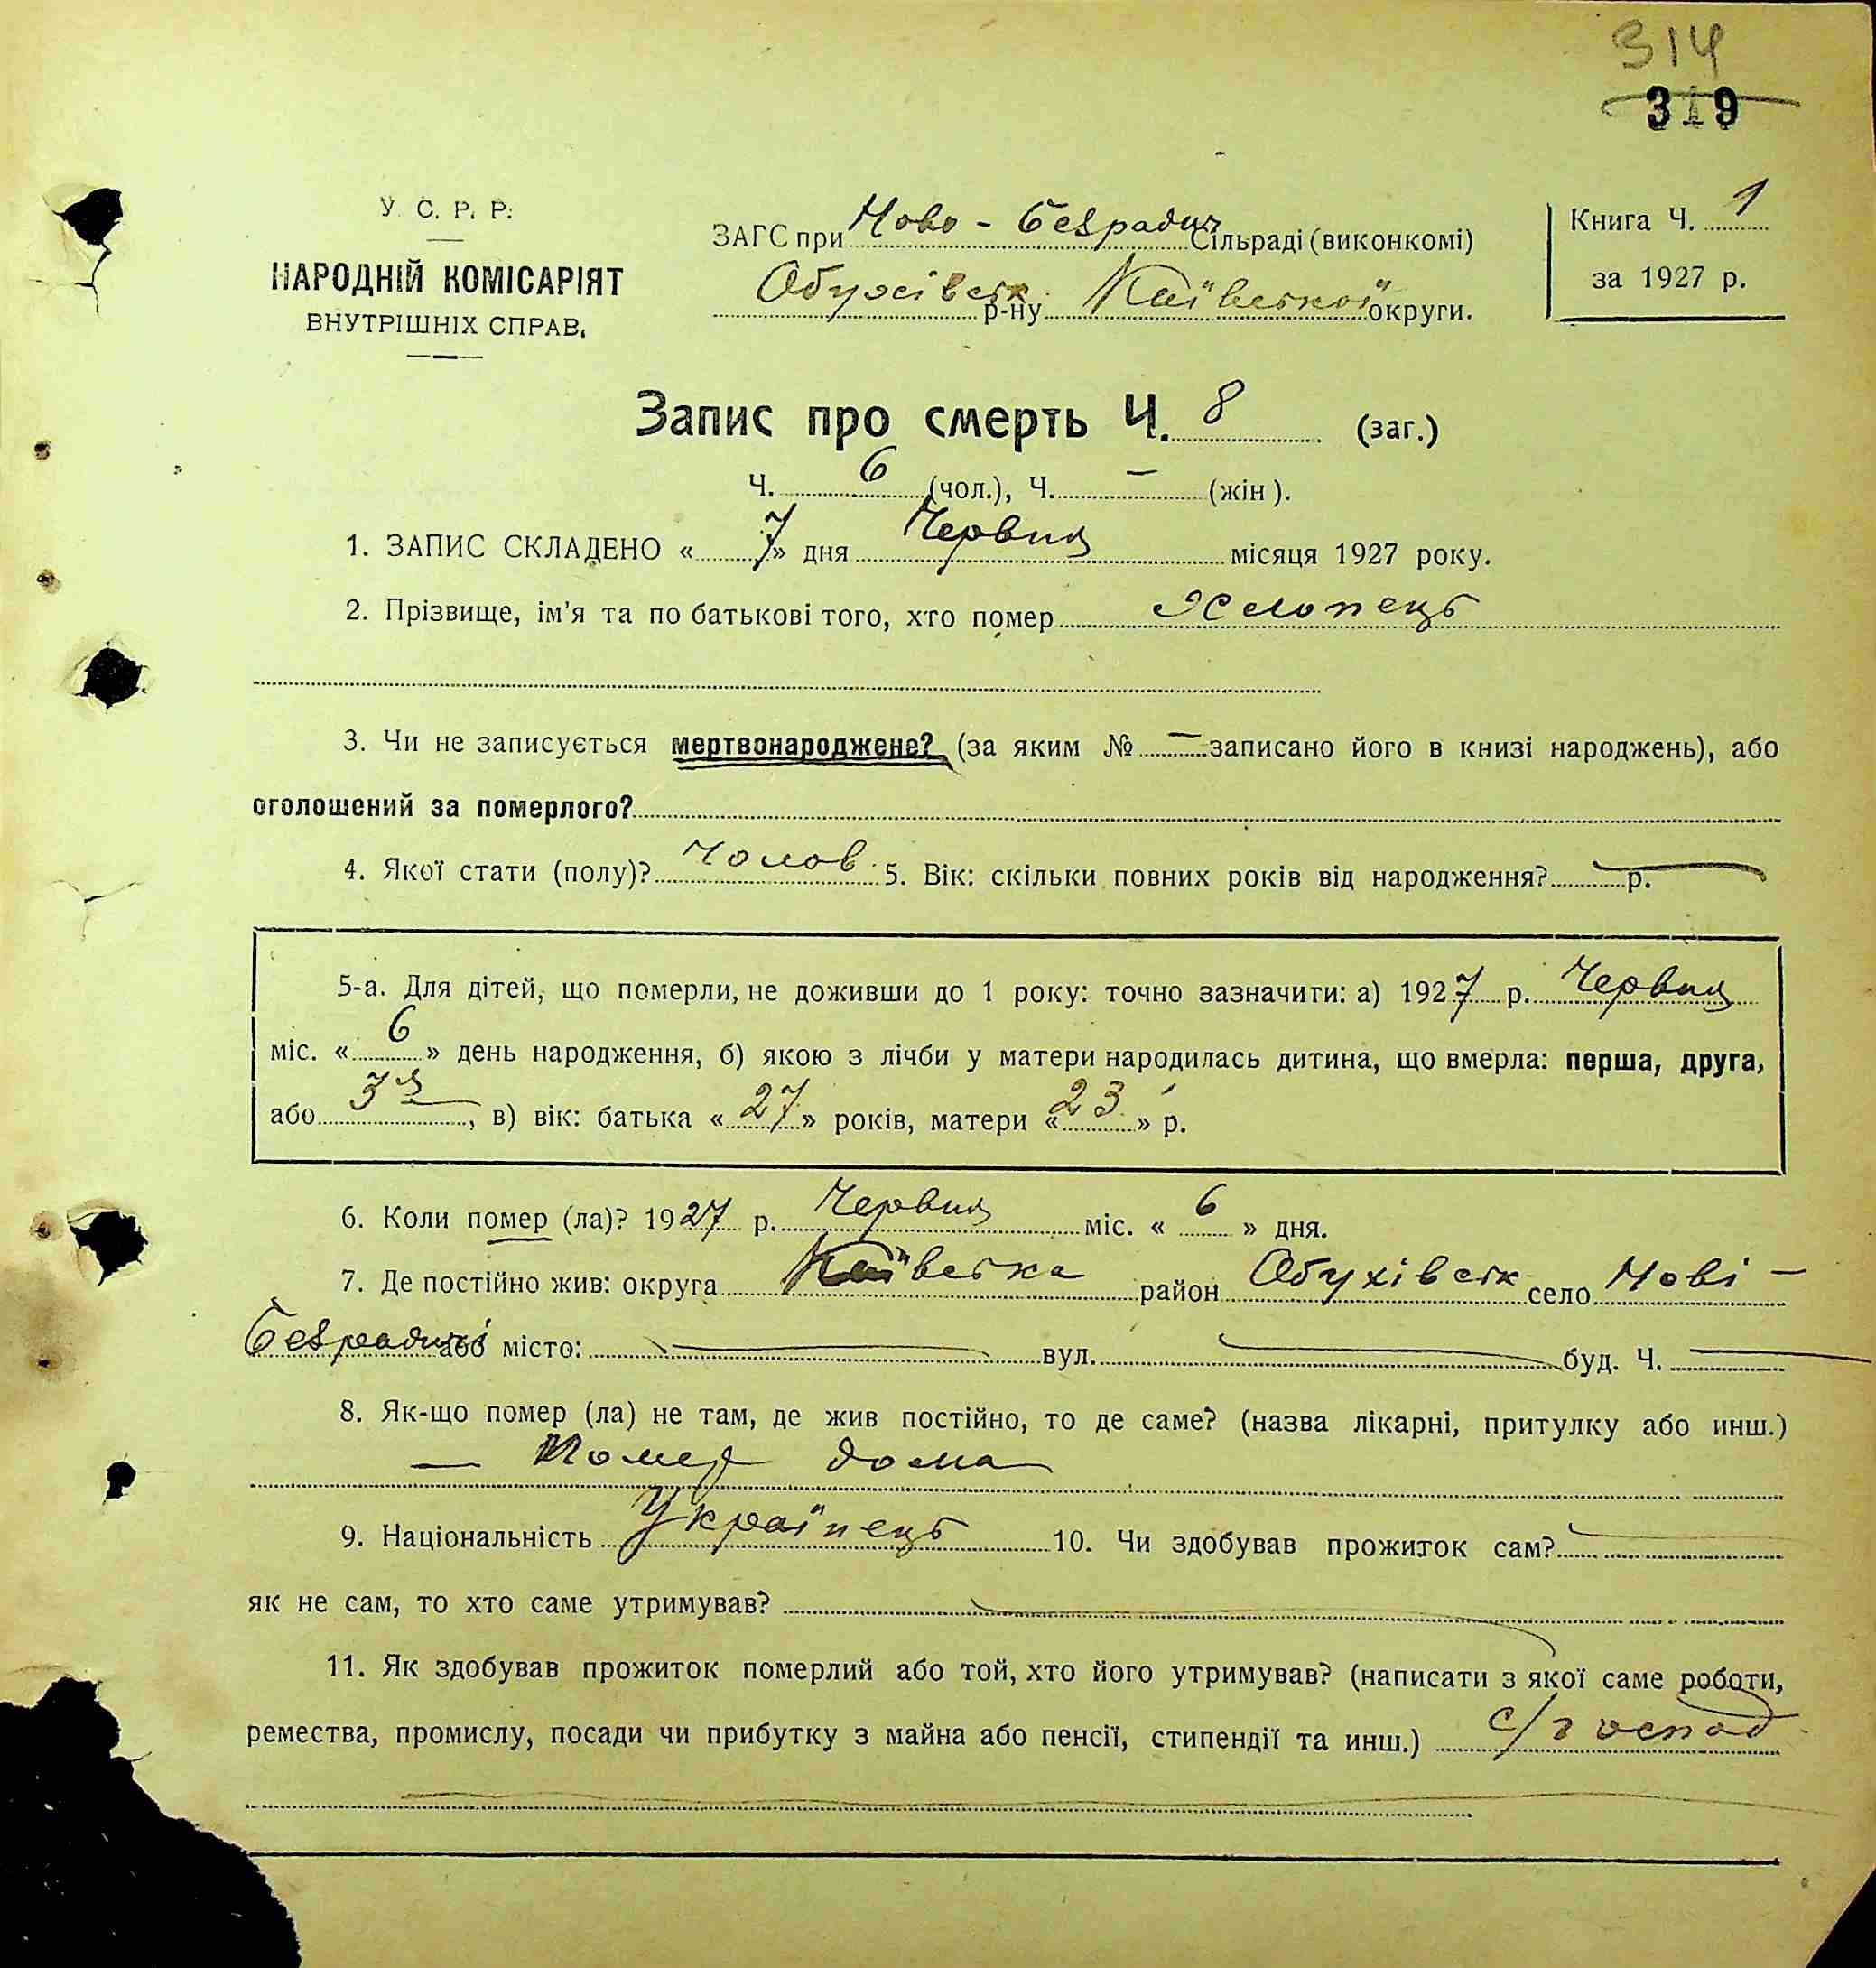 314
319
У. С. Р. Р.
НАРОДНІЙ КОМІСАРІЯТ
ВНУТРІШНІХ СПРАВ.
ЗАГС при Ново - Безрадич Сільраді (виконкомі)
Обухівськ р-ну Київської округи.
Книга Ч. 1
за 1927 р.
Запис про смерть Ч. 8 (заг.)
Ч. 6 (чол.), Ч. — (жін).
1. ЗАПИС СКЛАДЕНО « 7 » дня Червня місяця 1927 року.
2. Прізвище, ім'я та по батькові того, хто помер Хлопець
3. Чи не записується мертвонароджене? (за яким № — записано його в книзі народжень), або
оголошений за померлого?
4. Якої стати (полу)? Чолов. 5. Вік: скільки повних років від народження? — р.
5-а. Для дітей, що померли, не доживши до 1 року: точно зазначити: а) 1927 р. Червня
міс. « 6 » день народження, б) якою з лічби у матери народилась дитина, що вмерла: перша, друга,
або 3я, в) вік: батька « 27 » років, матери « 23 » р.
6. Коли помер (ла)? 1927 р. Червня міс. « 6 » дня.
7. Де постійно жив: округа Київська район Обухівськ село Нові -
Безрадичі або місто: — вул. — буд. Ч. —
8. Як-що помер (ла) не там, де жив постійно, то де саме? (назва лікарні, притулку або инш.)
— Помер дома
9. Національність Українець 10. Чи здобував прожиток сам? —
як не сам, то хто саме утримував? —
11. Як здобував прожиток померлий або той, хто його утримував? (написати з якої саме роботи,
ремества, промислу, посади чи прибутку з майна або пенсії, стипендії та инш.) с/господ